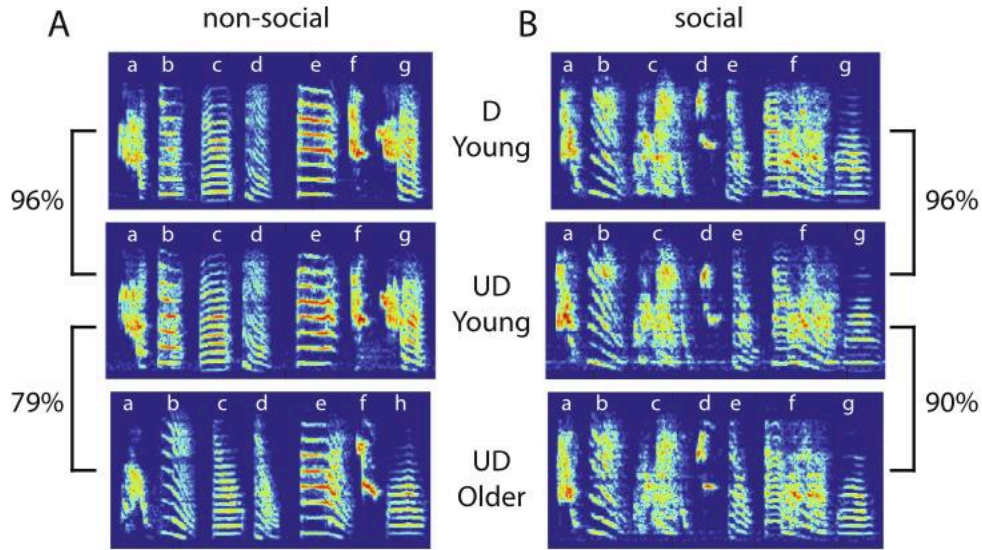 A non-social
B social
a b c d e f g
D
Young
a b c d e f g
96%
96%
a b c d e f g
UD
Young
a b c d e f g
79%
90%
a b c d e f h
UD
Older
a b c d e f g